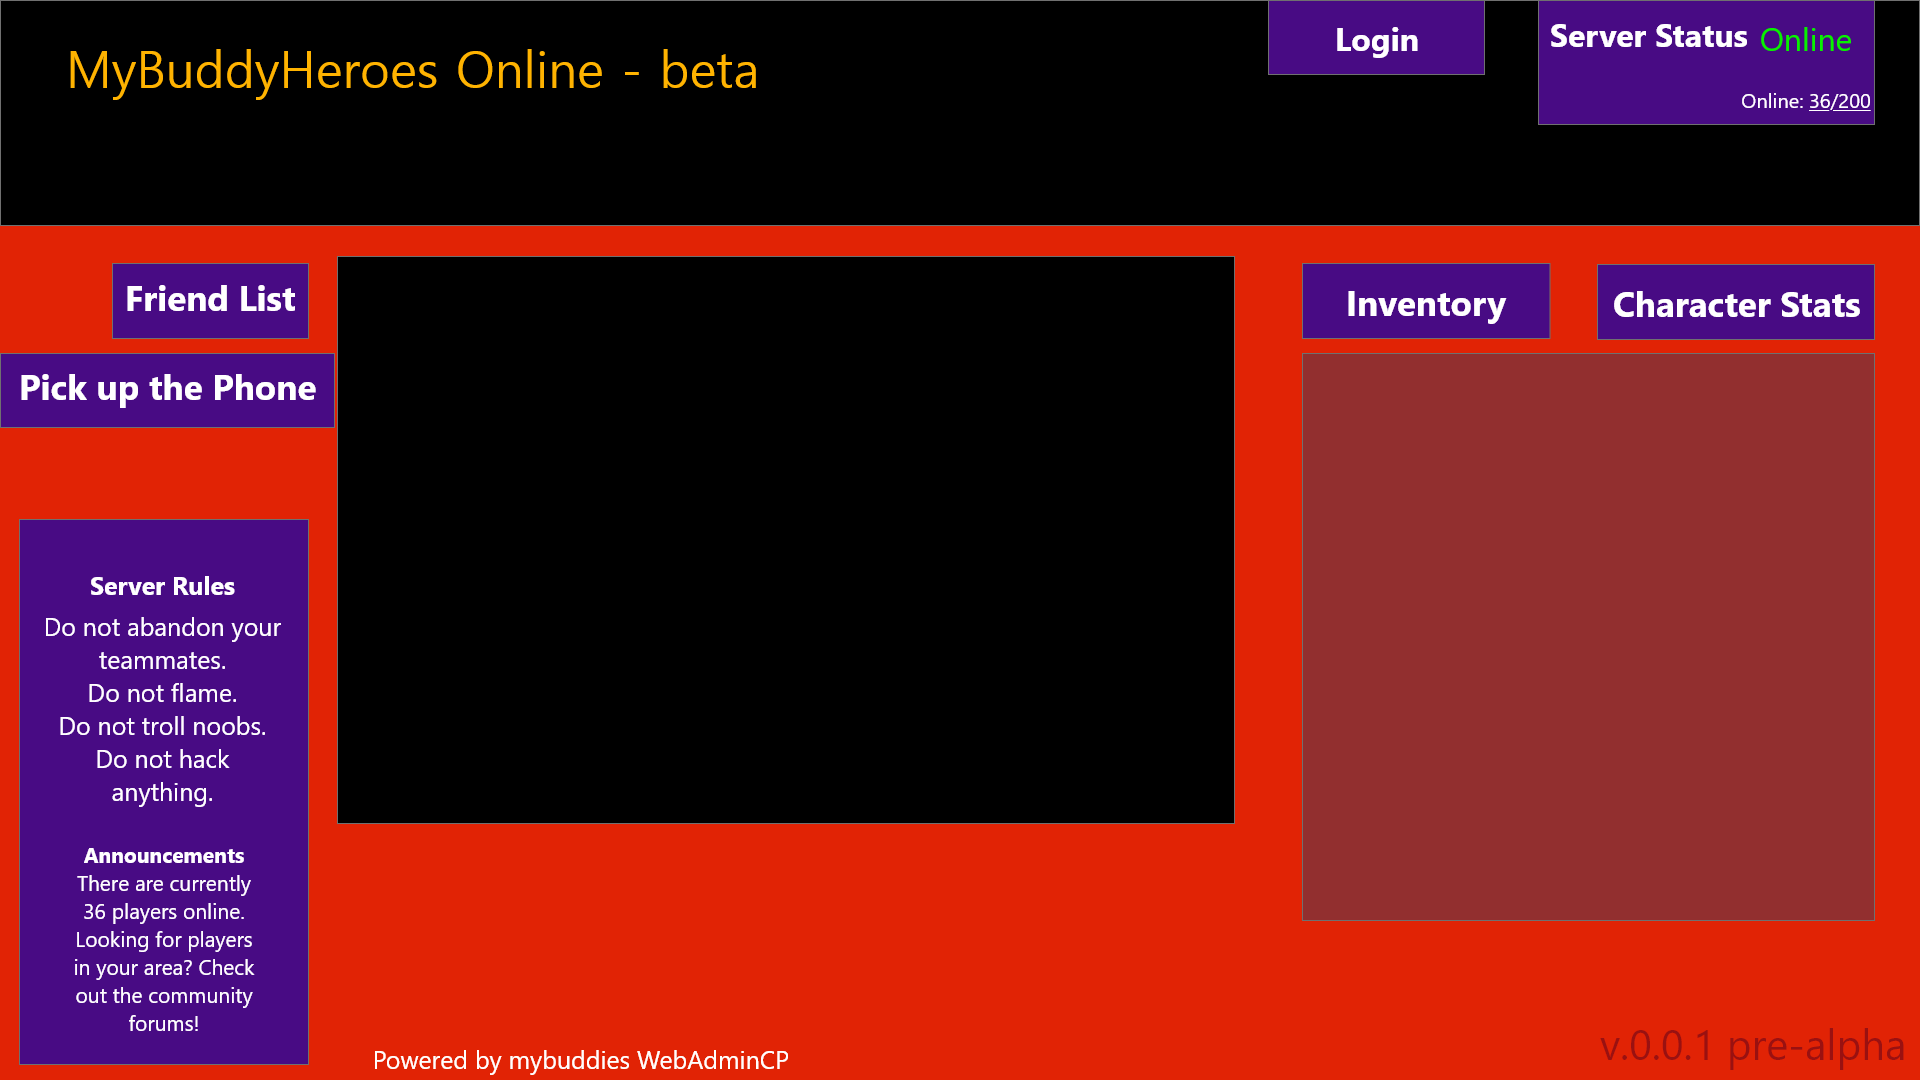 MyBuddyHeroes Online - beta
Login
Server Status Online
Online: 36/200
Friend List
Pick up the Phone
Inventory
Character Stats
Server Rules
Do not abandon your
teammates.
Do not flame.
Do not troll noobs.
Do not hack
anything.
Announcements
There are currently
36 players online.
Looking for players
in your area? Check
out the community
forums!
Powered by mybuddies WebAdminCP
v.0.0.1 pre-alpha